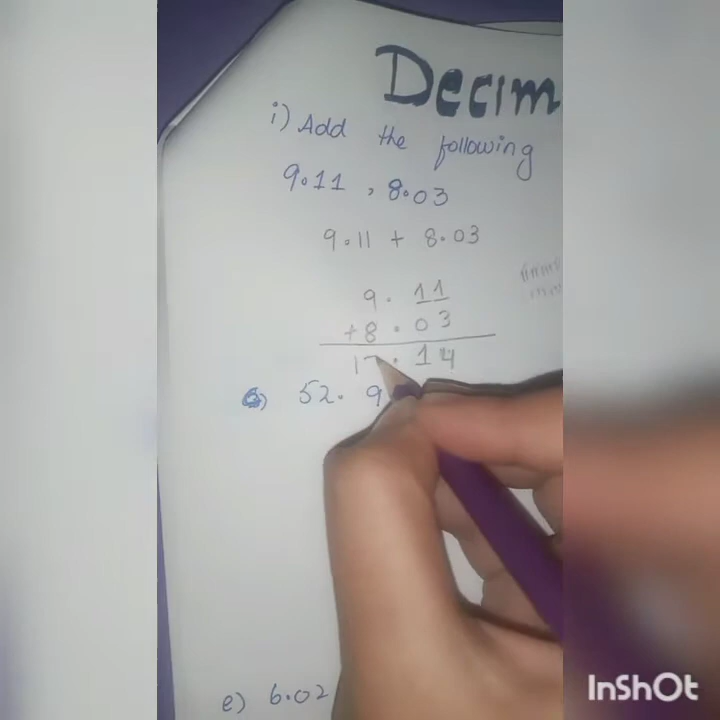 Decim
i) Add the following
9.11 , 8.03
9.11 + 8.03
9.11
+8.03
17.14
52.9
e) 6.02
InShOt